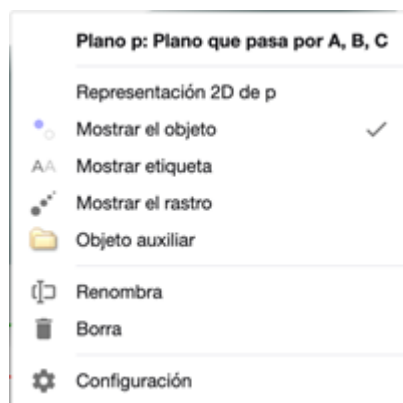 Plano p: Plano que pasa por A, B, C
Representación 2D de p
Mostrar el objeto
AA Mostrar etiqueta
Mostrar el rastro
Objeto auxiliar
Renombra
Borra
Configuración